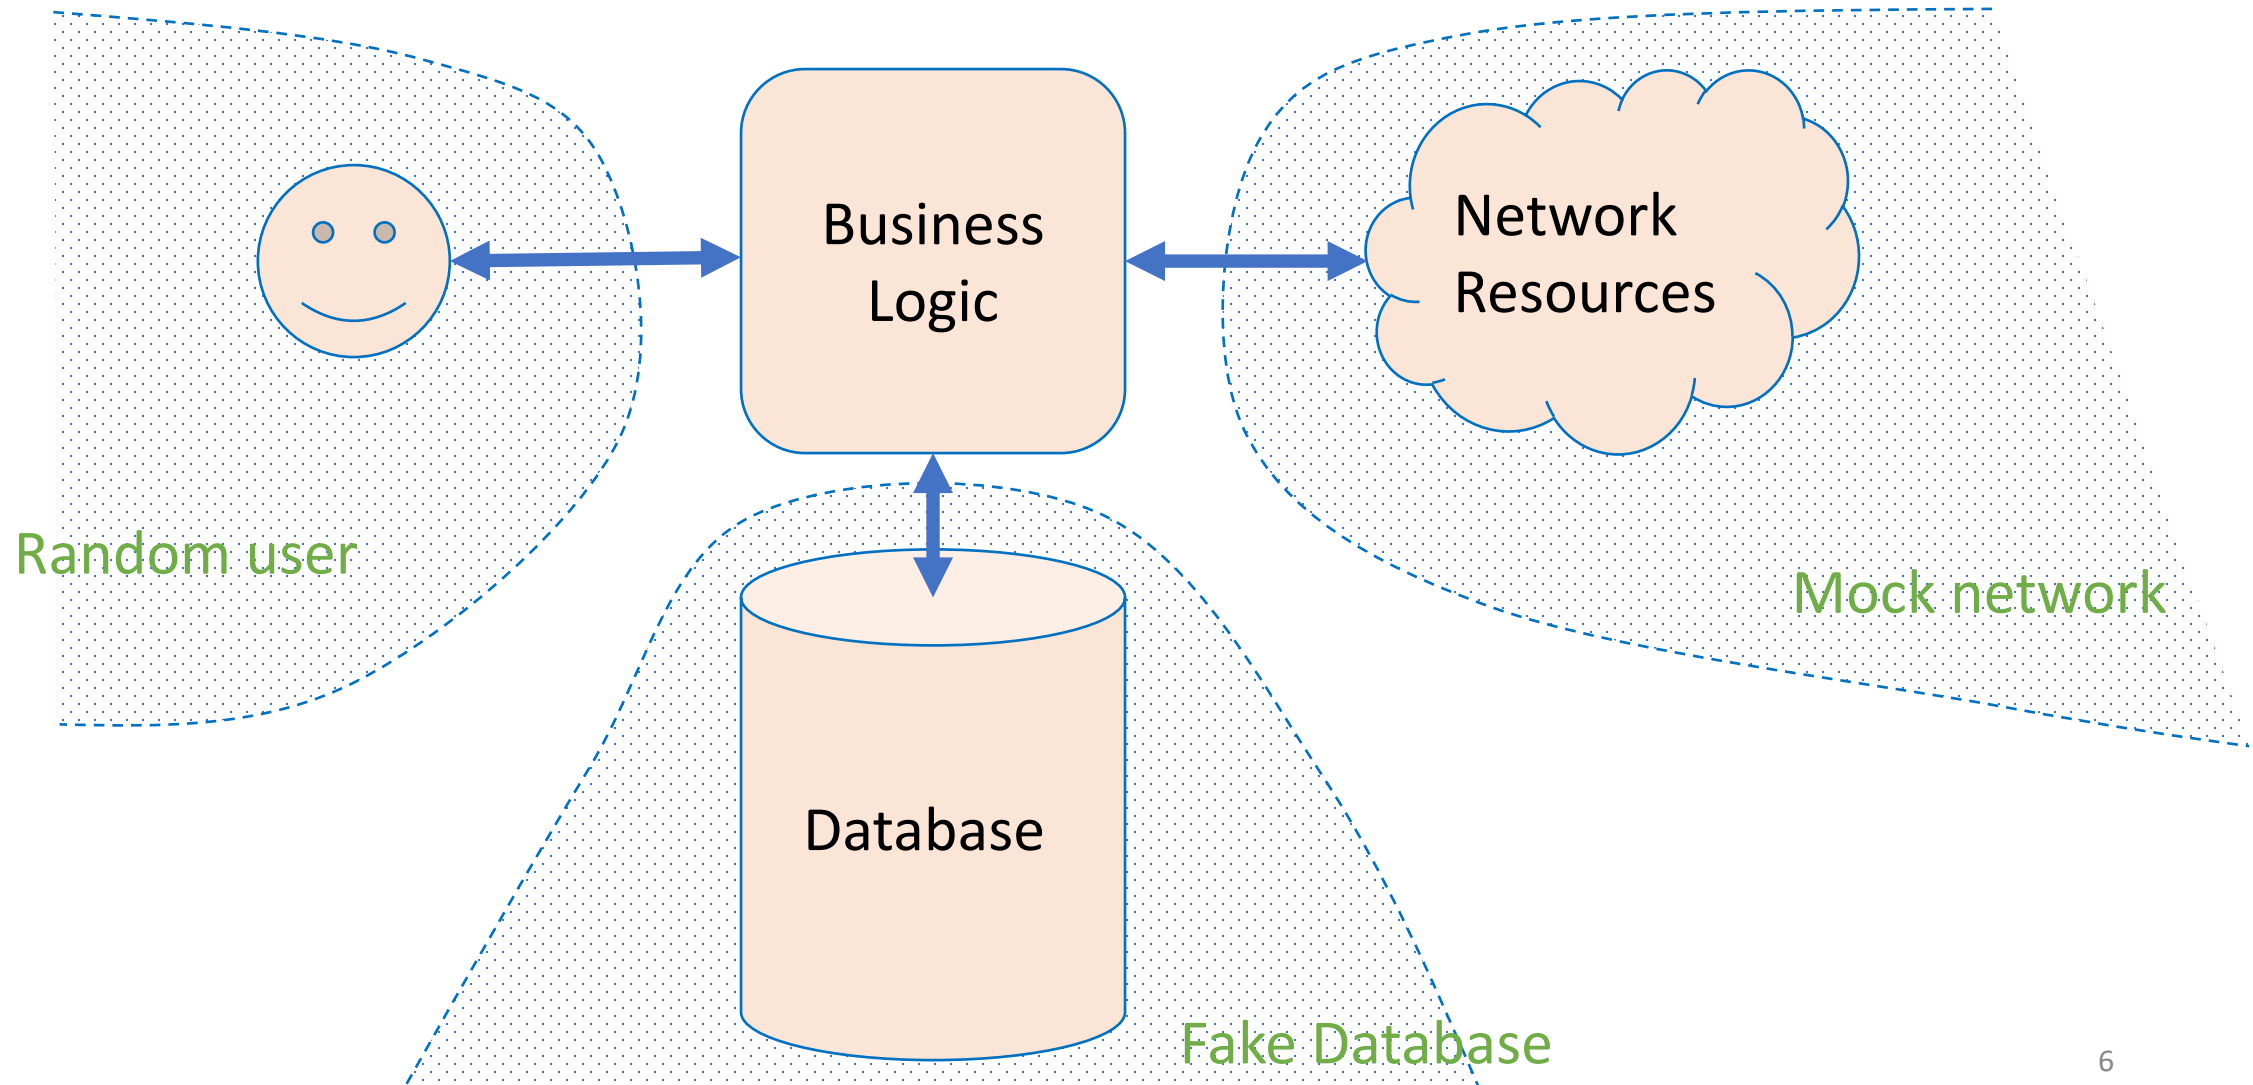 Business
Logic
Network
Resources
Random user
Mock network
Database
Fake Database
6